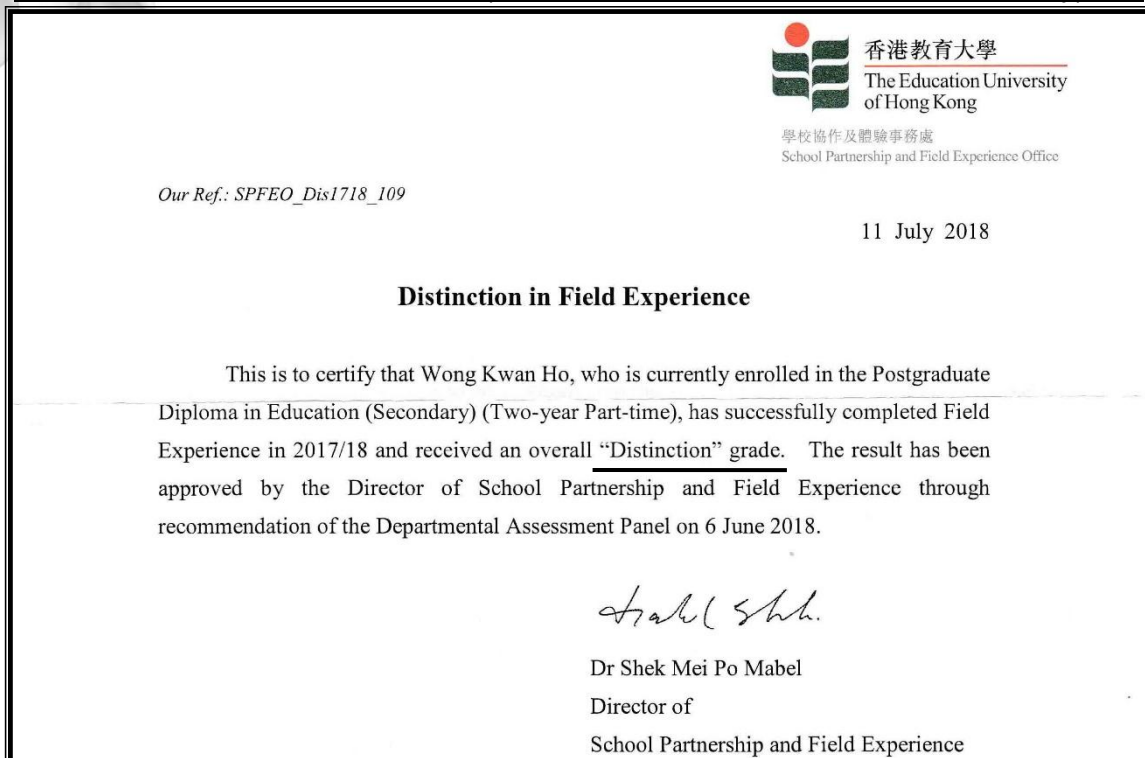 香港教育大學
The Education University
of Hong Kong
學校協作及體驗事務處
School Partnership and Field Experience Office
Our Ref.: SPFEO_Dis1718_109
11 July 2018
Distinction in Field Experience
This is to certify that Wong Kwan Ho, who is currently enrolled in the Postgraduate
Diploma in Education (Secondary) (Two-year Part-time), has successfully completed Field
Experience in 2017/18 and received an overall “Distinction” grade. The result has been
approved by the Director of School Partnership and Field Experience through
recommendation of the Departmental Assessment Panel on 6 June 2018.
Dr Shek Mei Po Mabel
Director of
School Partnership and Field Experience